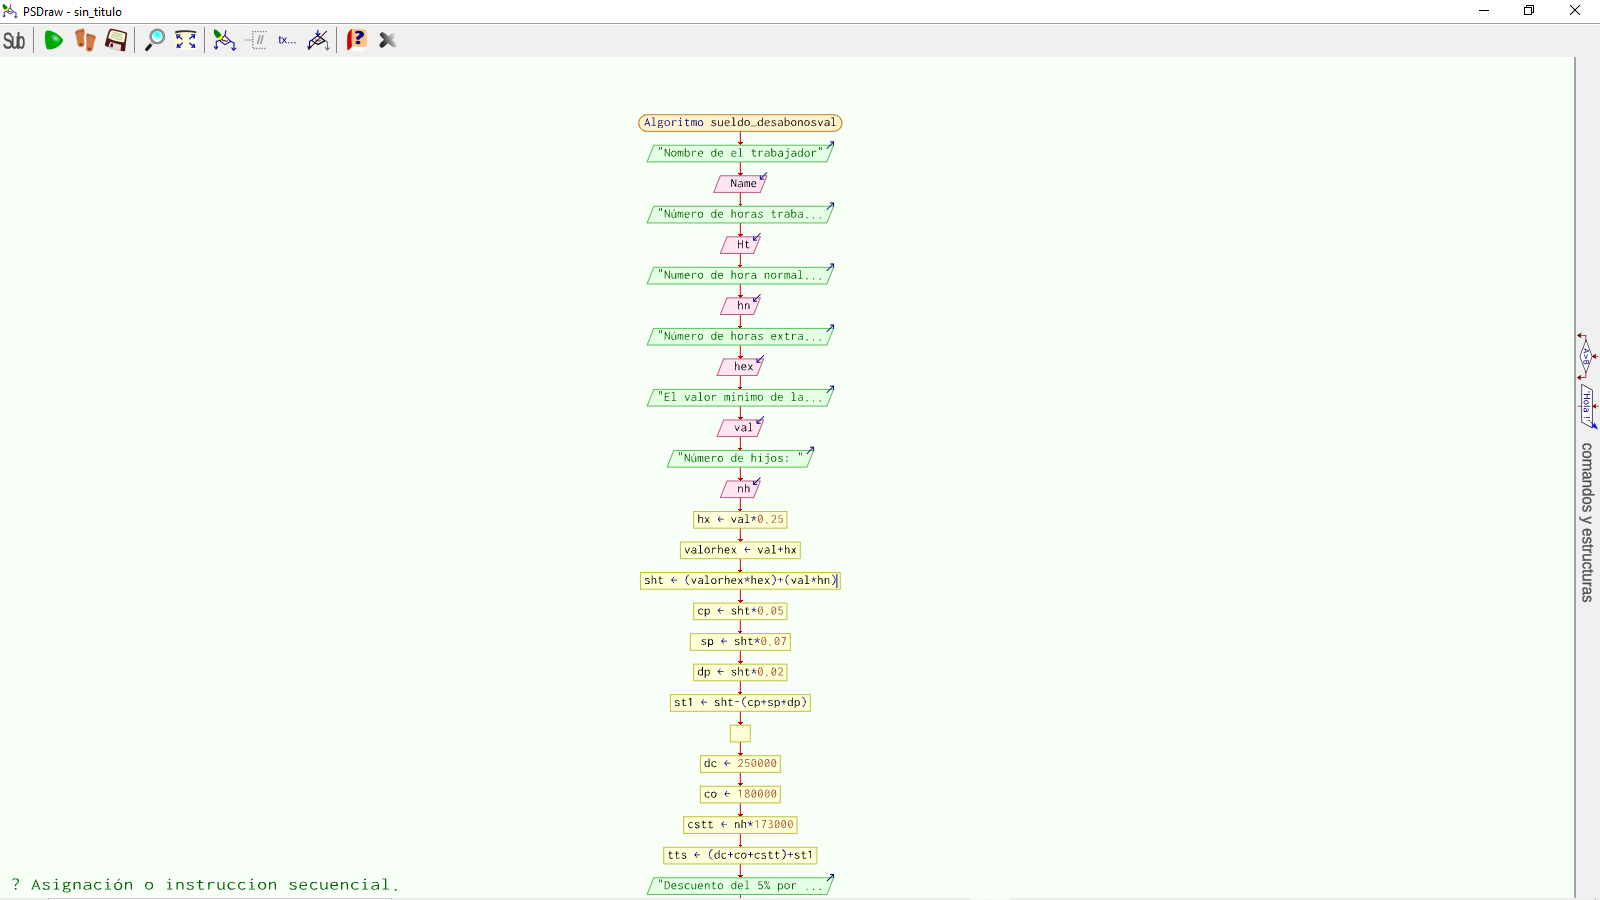 PSDraw - sin_titulo
Sub
tx...
?
Algoritmo sueldo_desabonosval
"Nombre de el trabajador"
Name
"Número de horas traba...
Ht
"Numero de hora normal...
hn
"Número de horas extra...
hex
"El valor mínimo de la...
val
"Número de hijos: "
nh
hx ← val*0.25
valorhex ← val+hx
sht ← (valorhex*hex)+(val*hn)
cp ← sht*0.05
sp ← sht*0.07
dp ← sht*0.02
st1 ← sht-(cp+sp+dp)
dc ← 250000
co ← 180000
cstt ← nh*173000
tts ← (dc+co+cstt)+st1
"Descuento del 5% por ...
A>B
'Hola !'
comandos y estructuras
? Asignación o instruccion secuencial.